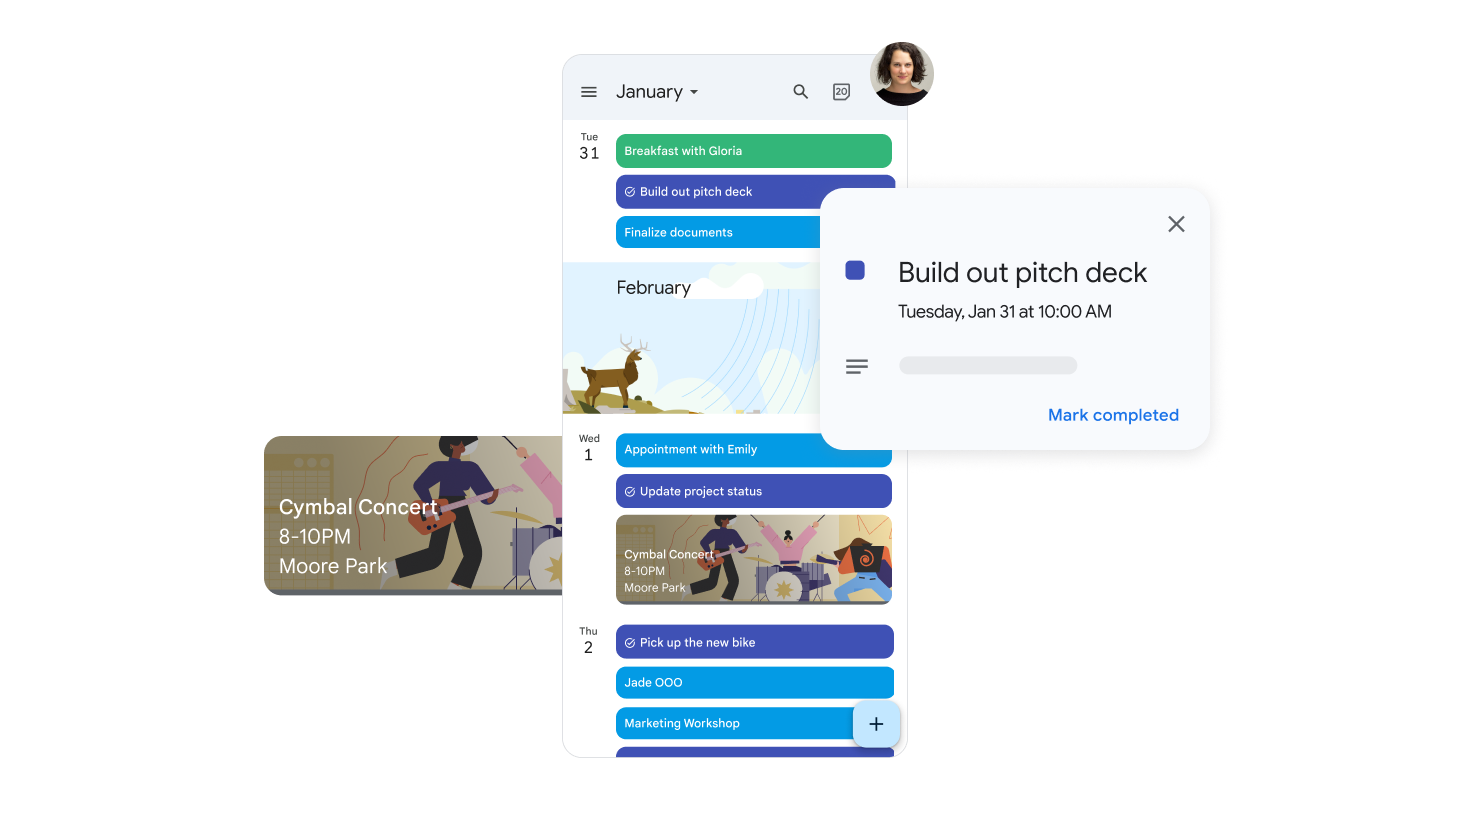 January
20
Tue
31
Breakfast with Gloria
Build out pitch deck
Finalize documents
February
Build out pitch deck
Tuesday, Jan 31 at 10:00 AM
Mark completed
Wed
1
Appointment with Emily
Update project status
Cymbal Concert
8-10PM
Moore Park
Cymbal Concert
8-10PM
Moore Park
Thu
2
Pick up the new bike
Jade OOO
Marketing Workshop